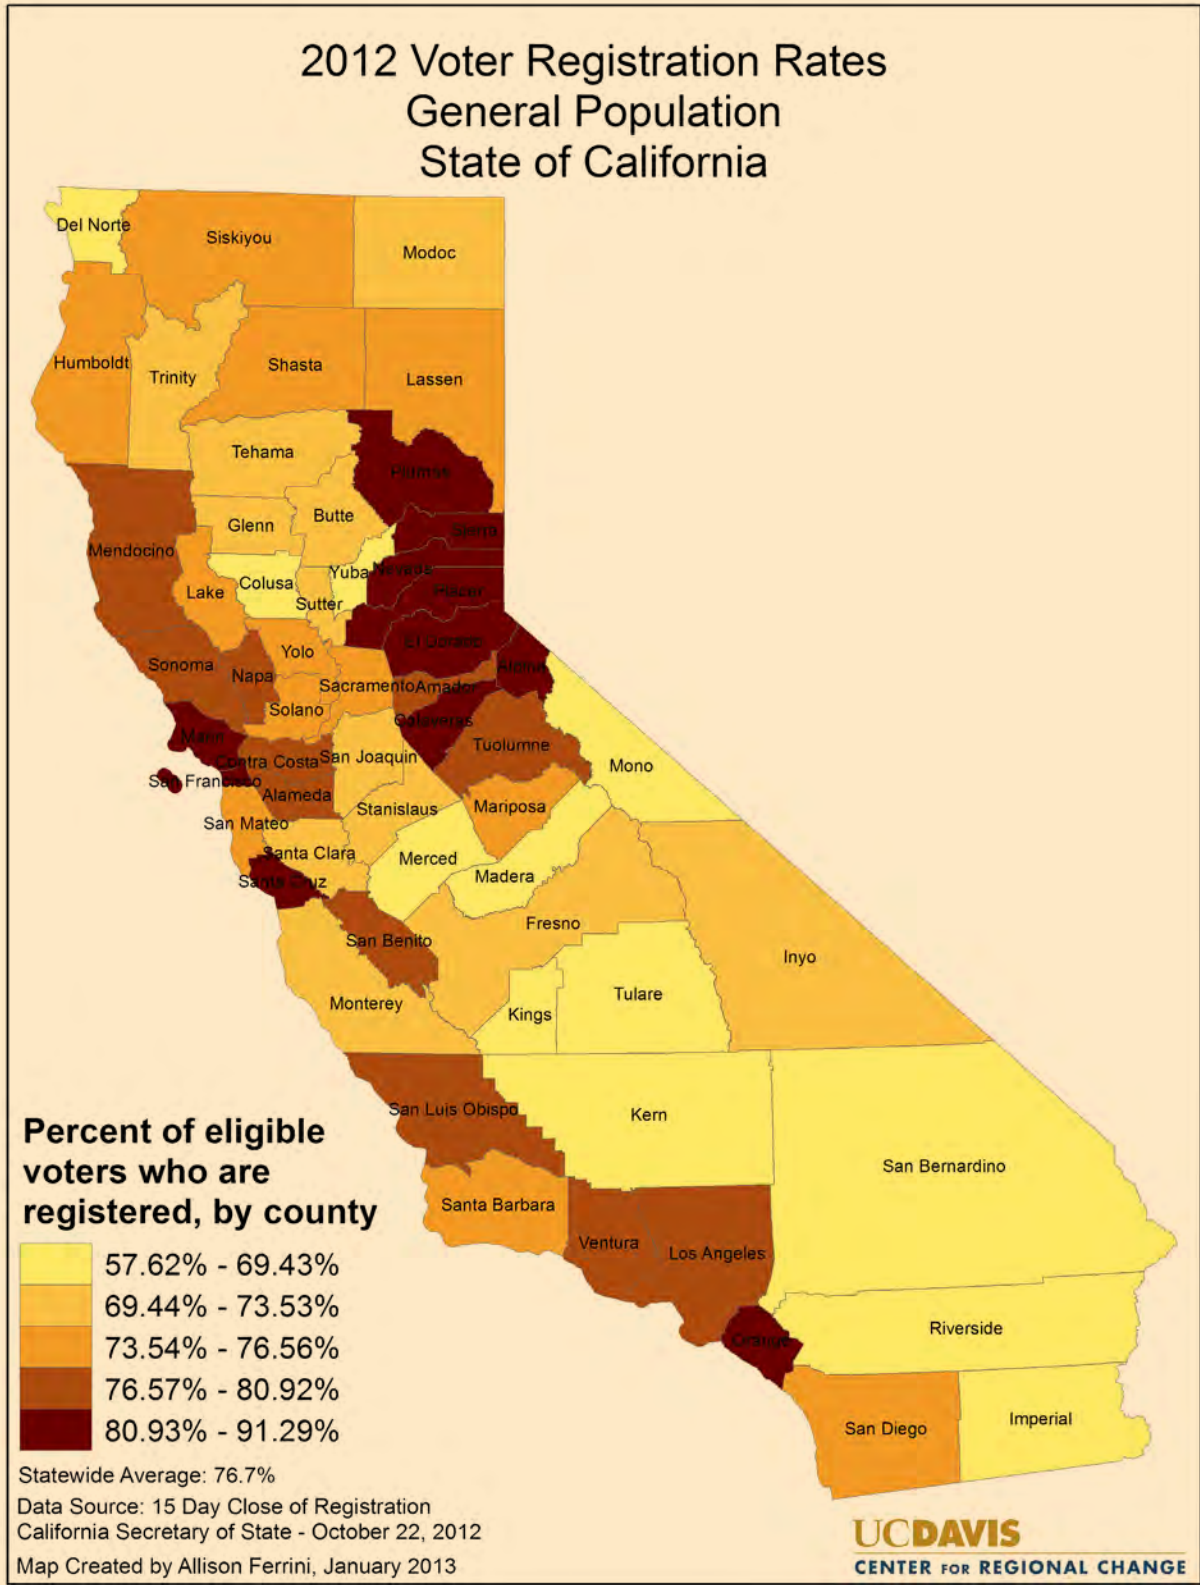 2012 Voter Registration Rates
General Population
State of California
Del Norte
Siskiyou
Modoc
Humboldt
Trinity
Shasta
Lassen
Tehama
Plumas
Glenn
Butte
Sierra
Mendocino
Lake
Colusa
Yuba
Nevada
Sutter
Placer
Sonoma
Napa
Yolo
El Dorado
Sacramento
Amador
Alpine
Solano
Marin
Calaveras
Contra Costa
San Joaquin
Tuolumne
Mono
San Francisco
Alameda
San Mateo
Stanislaus
Mariposa
Santa Clara
Merced
Madera
Santa Cruz
San Benito
Fresno
Inyo
Monterey
Kings
Tulare
San Luis Obispo
Kern
San Bernardino
Santa Barbara
Ventura
Los Angeles
Orange
Riverside
San Diego
Imperial
Percent of eligible
voters who are
registered, by county
57.62% - 69.43%
69.44% - 73.53%
73.54% - 76.56%
76.57% - 80.92%
80.93% - 91.29%
Statewide Average: 76.7%
Data Source: 15 Day Close of Registration
California Secretary of State - October 22, 2012
Map Created by Allison Ferrini, January 2013
UCDAVIS
CENTER FOR REGIONAL CHANGE